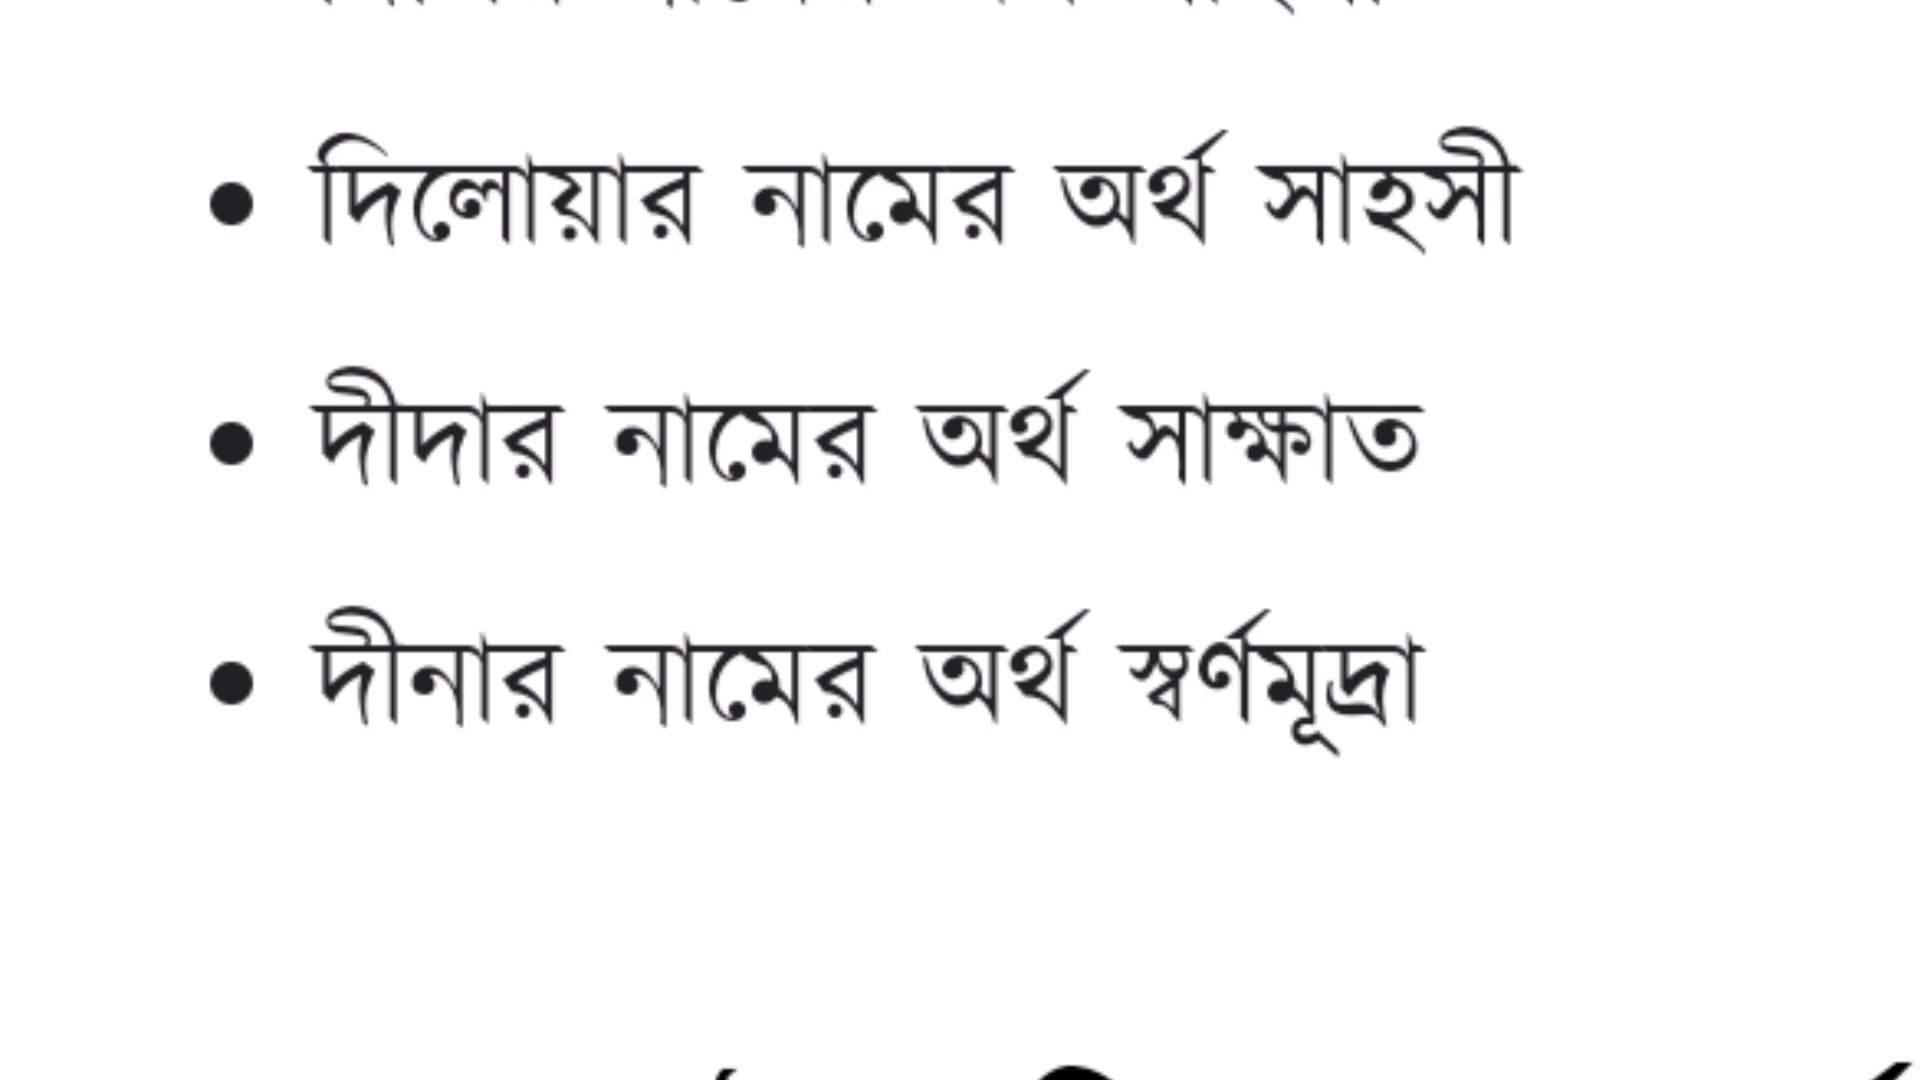 • দিলোয়ার নামের অর্থ সাহসী
• দীদার নামের অর্থ সাক্ষাত
• দীনার নামের অর্থ স্বর্ণমূদ্রা